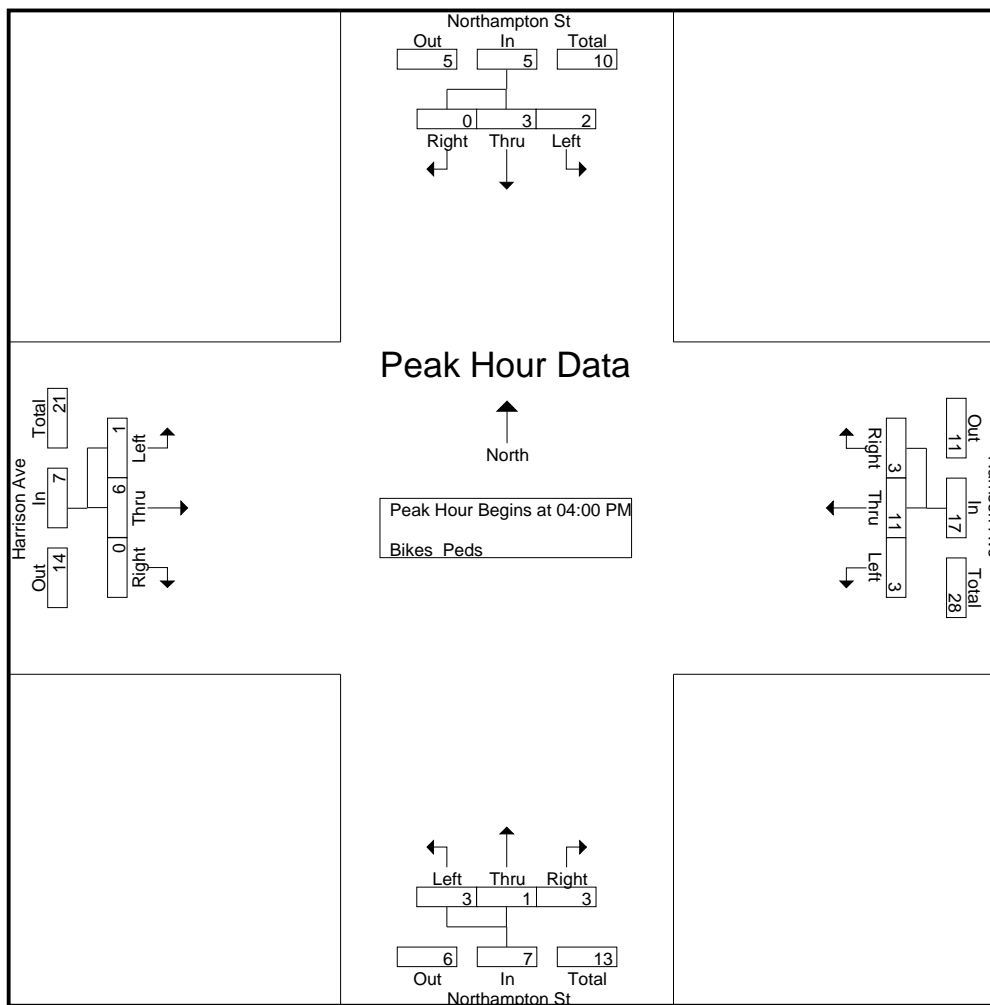 Northampton St
Out In Total
5 5 10
0 3 2
Right Thru Left
Peak Hour Data
North
Peak Hour Begins at 04:00 PM
Bikes Peds
Harrison Ave
Out In Total
14 7 21
1 6 0
Left Thru Right
Out In Total
11 17 28
Right Thru Left
3 11 3
Left Thru Right
3 1 3
6 7 13
Out In Total
Northampton St